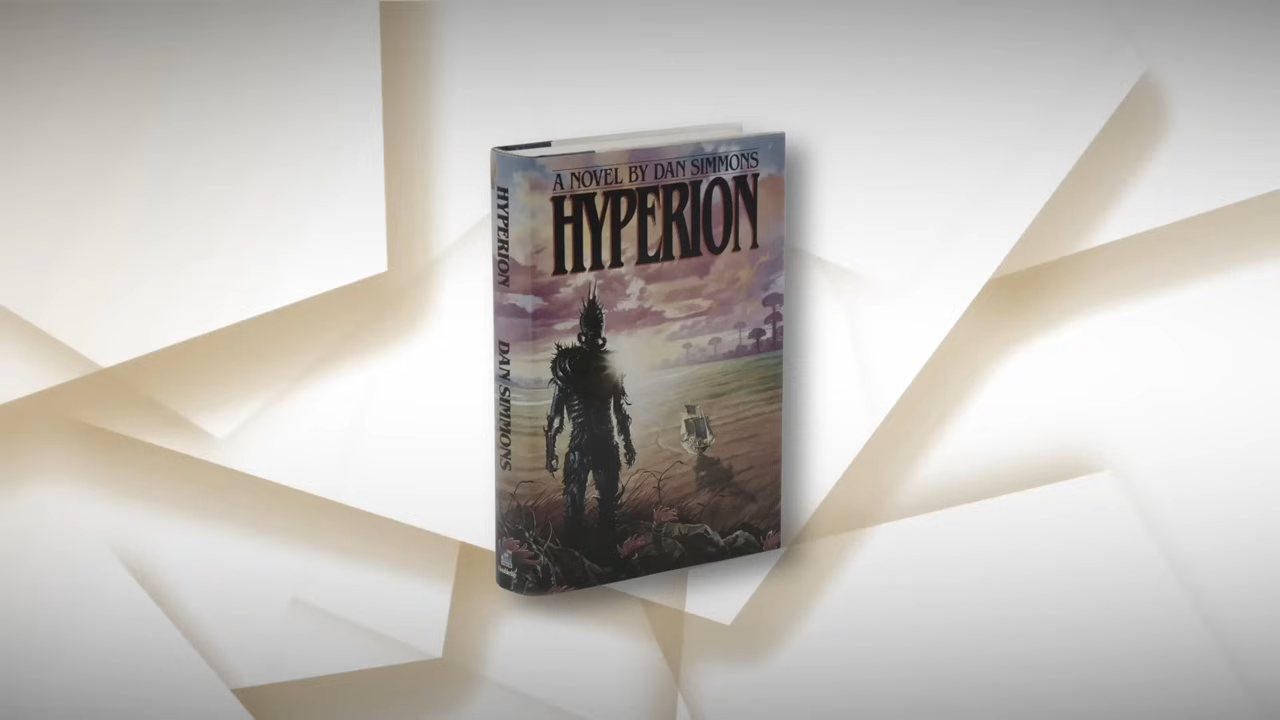 A NOVEL BY DAN SIMMONS
HYPERION
HYPERION
DAN SIMMONS